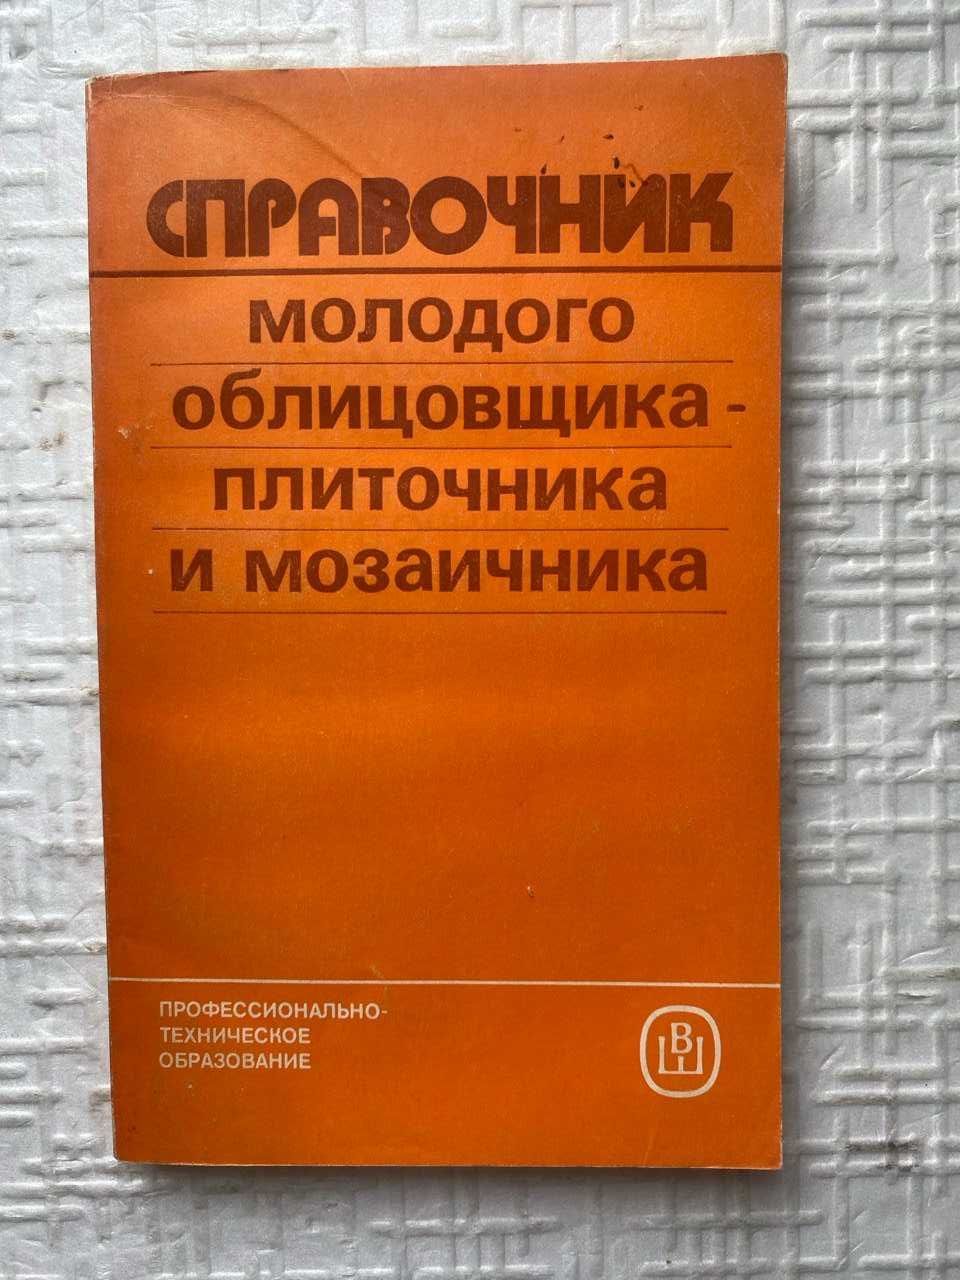 СПРАВОЧНИК
МОЛОДОГО
ОБЛИЦОВЩИКА-
ПЛИТОЧНИКА
И МОЗАИЧНИКА
ПРОФЕССИОНАЛЬНО-
ТЕХНИЧЕСКОЕ
ОБРАЗОВАНИЕ
ВШ